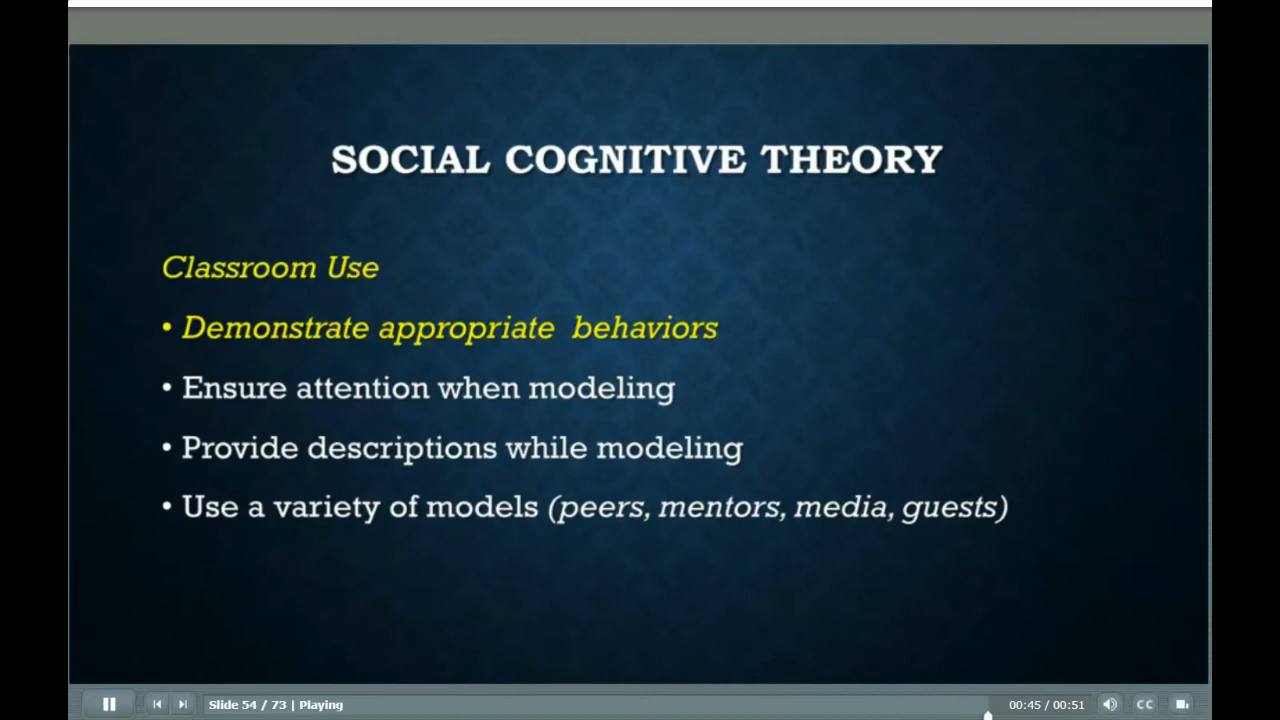 SOCIAL COGNITIVE THEORY
Classroom Use
• Demonstrate appropriate behaviors
• Ensure attention when modeling
• Provide descriptions while modeling
• Use a variety of models (peers, mentors, media, guests)
Slide 54 / 73 | Playing
00:45 / 00:51
CC